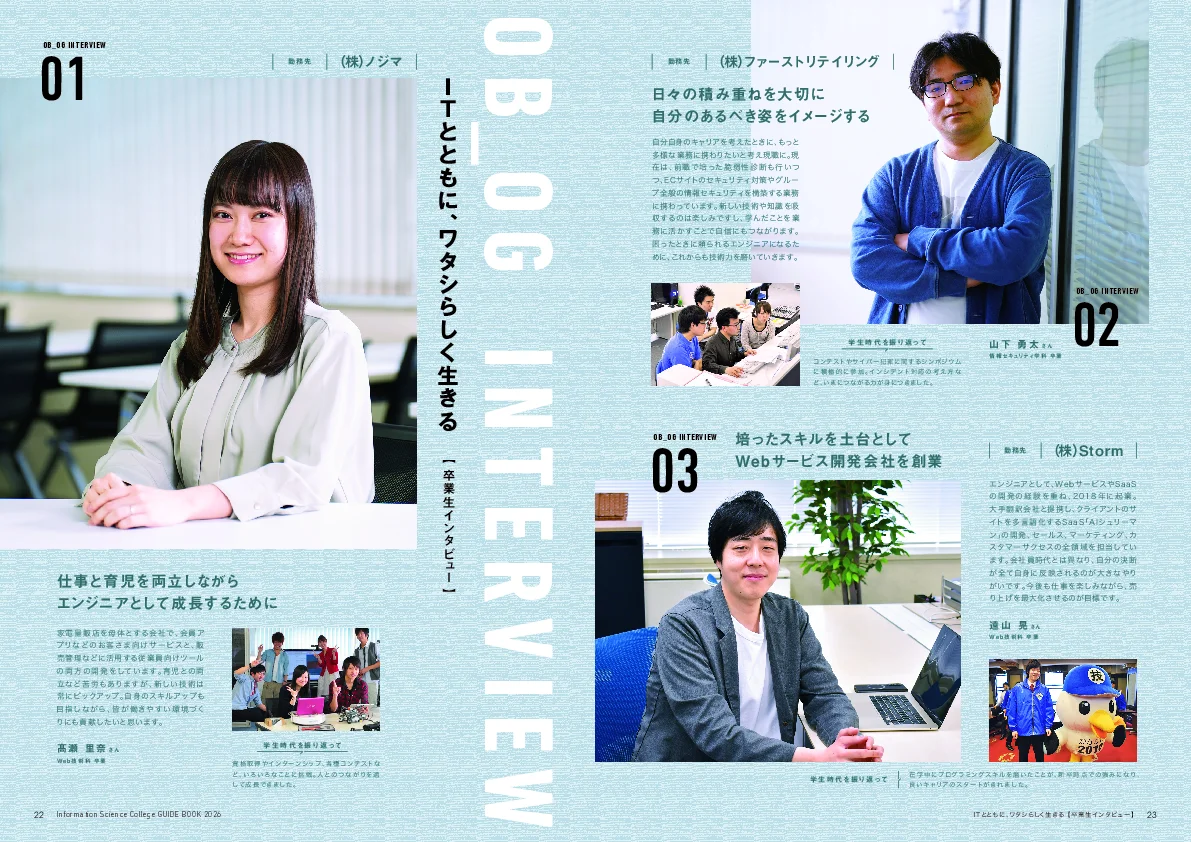 OB_OG INTERVIEW
01
勤務先
(株)ノジマ
仕事と育児を両立しながら
エンジニアとして成長するために
家電量販店を母体とする会社で、会員ア
プリなどのお客さま向けサービスと、販
売管理などに活用する従業員向けツール
の両方の開発をしています。育児との両
立など苦労もありますが、新しい技術は
常にピックアップ。自身のスキルアップも
目指しながら、皆が働きやすい環境づく
りにも貢献したいと思います。
髙瀬 里奈さん
Web技術科 卒業
学生時代を振り返って
資格取得やインターンシップ、各種コンテストな
ど、いろいろなことに挑戦。人とのつながりを通
して成長できました。
ITとともに、ワタシらしく生きる
【卒業生インタビュー】
OB_OG INTERVIEW
勤務先
(株)ファーストリテイリング
日々の積み重ねを大切に
自分のあるべき姿をイメージする
自分自身のキャリアを考えたときに、もっと
多様な業務に携わりたいと考え現職に。現
在は、前職で培った脆弱性診断も行いつ
つ、ECサイトのセキュリティ対策やグルー
プ全般の情報セキュリティを構築する業務
に携わっています。新しい技術や知識を吸
収するのは楽しみですし、学んだことを業
務に活かすことで自信にもつながります。
困ったときに頼られるエンジニアになるた
めに、これからも技術力を磨いていきます。
OB_OG INTERVIEW
02
山下 勇太さん
情報セキュリティ学科 卒業
学生時代を振り返って
コンテストやサイバー犯罪に関するシンポジウム
に積極的に参加。インシデント対応の考え方な
ど、いまにつながる力が身につきました。
OB_OG INTERVIEW
03
培ったスキルを土台として
Webサービス開発会社を創業
勤務先
(株)Storm
エンジニアとして、WebサービスやSaaS
の開発の経験を重ね、2018年に起業。
大手翻訳会社と提携し、クライアントのサ
イトを多言語化するSaaS「AIシュリーマ
ン」の開発、セールス、マーケティング、カ
スタマーサクセスの全領域を担当してい
ます。会社員時代とは異なり、自分の決断
が全て自身に反映されるのが大きなやり
がいです。今後も仕事を楽しみながら、売
り上げを最大化させるのが目標です。
遠山 晃さん
Web技術科 卒業
技
2018
学生時代を振り返って
在学中にプログラミングスキルを磨いたことが、新卒時点での強みになり、
良いキャリアのスタートがきれました。
22 Information Science College GUIDE BOOK 2026
ITとともに、ワタシらしく生きる【卒業生インタビュー】 23